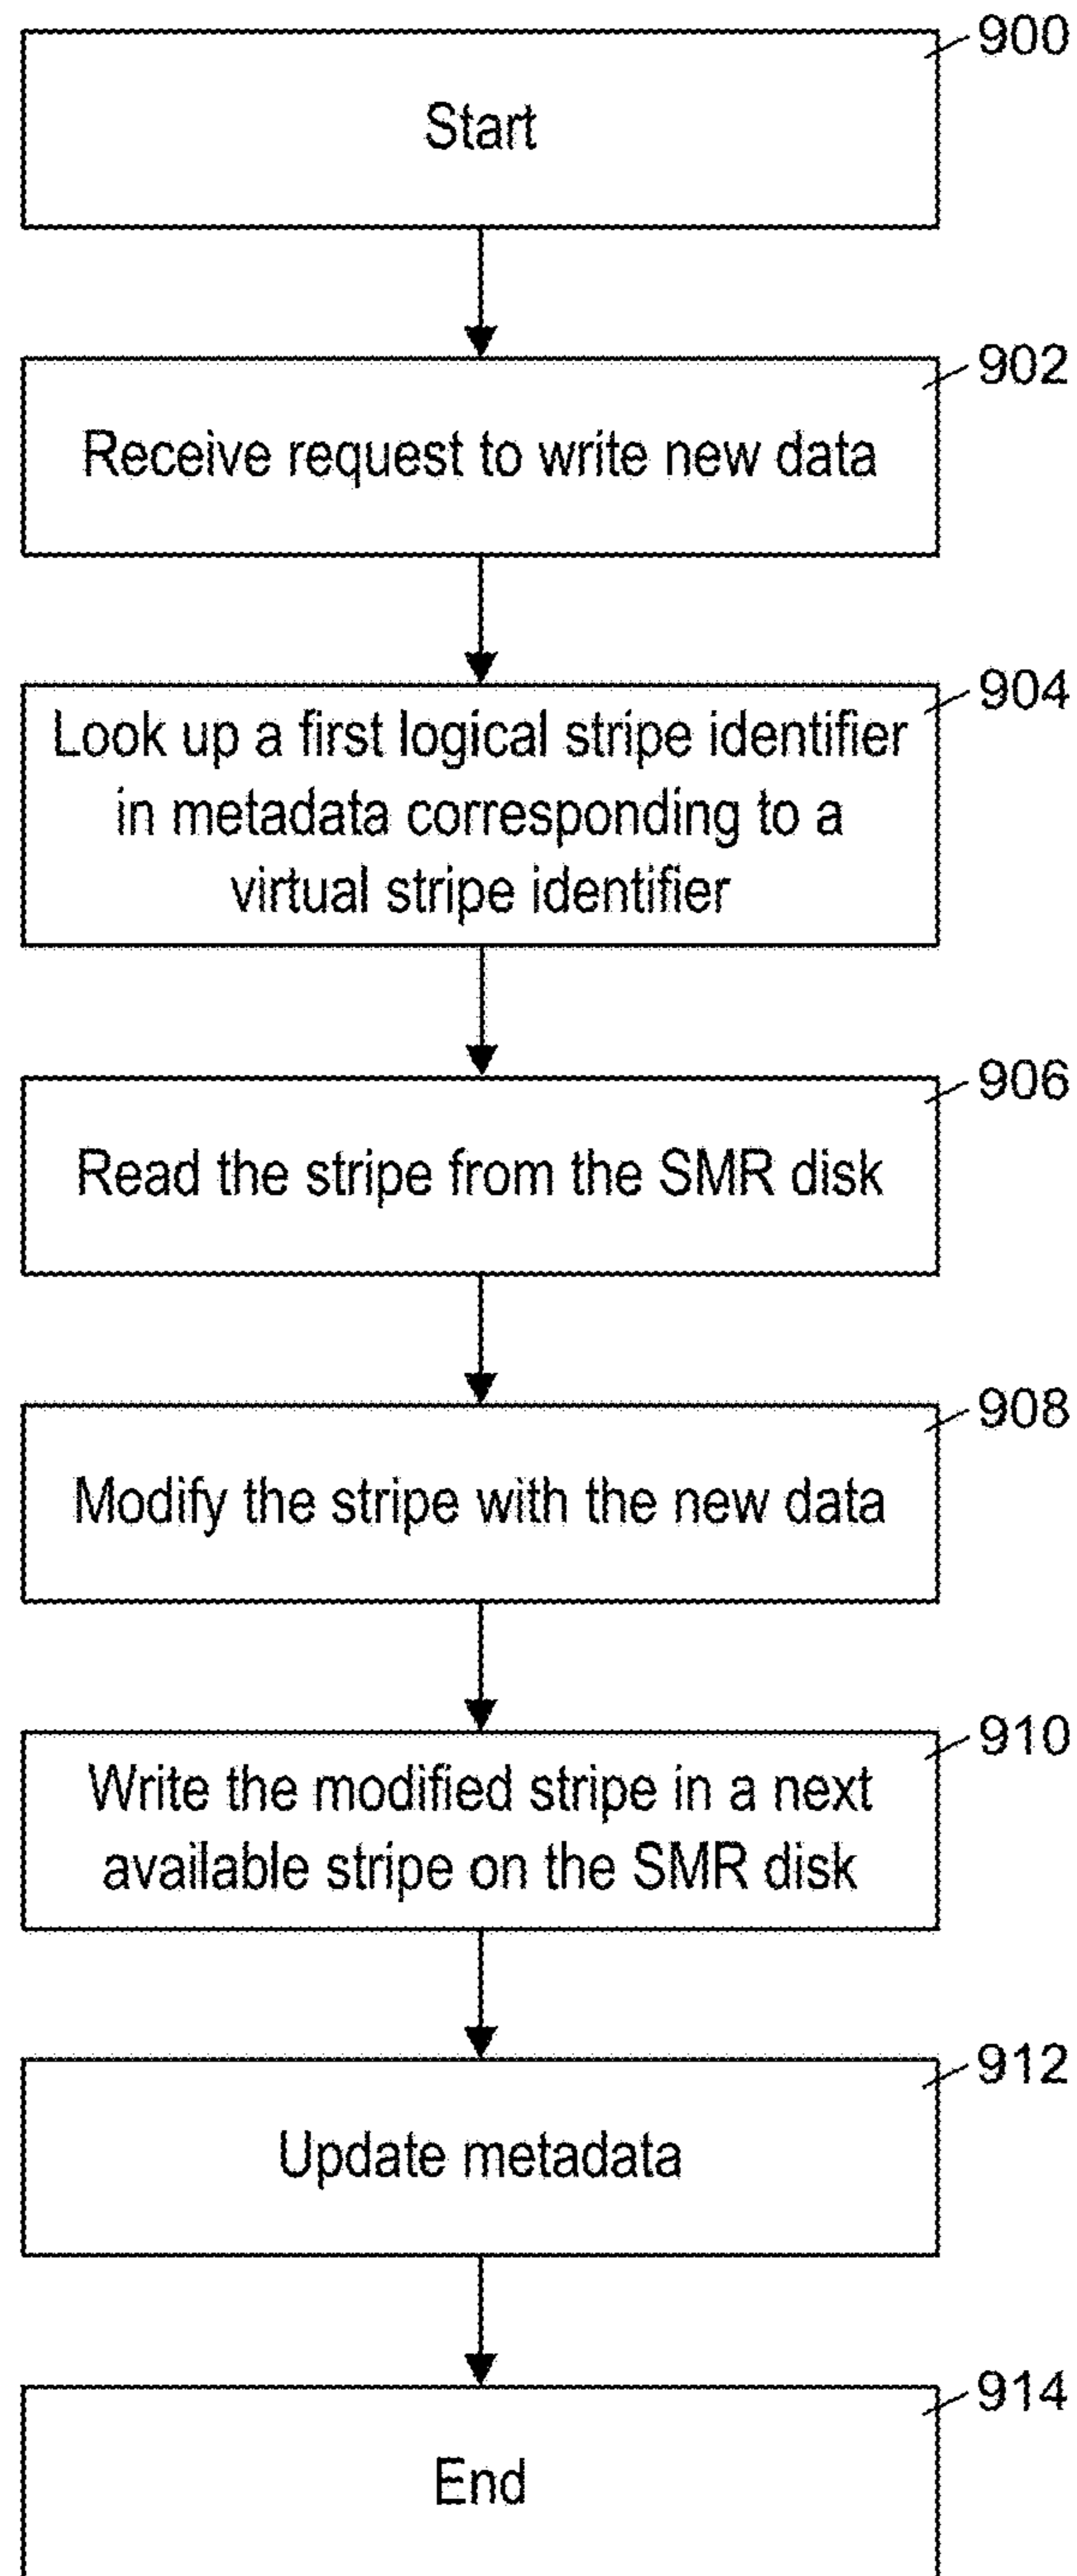 900
Start
902
Receive request to write new data
904
Look up a first logical stripe identifier
in metadata corresponding to a
virtual stripe identifier
906
Read the stripe from the SMR disk
908
Modify the stripe with the new data
910
Write the modified stripe in a next
available stripe on the SMR disk
912
Update metadata
914
End